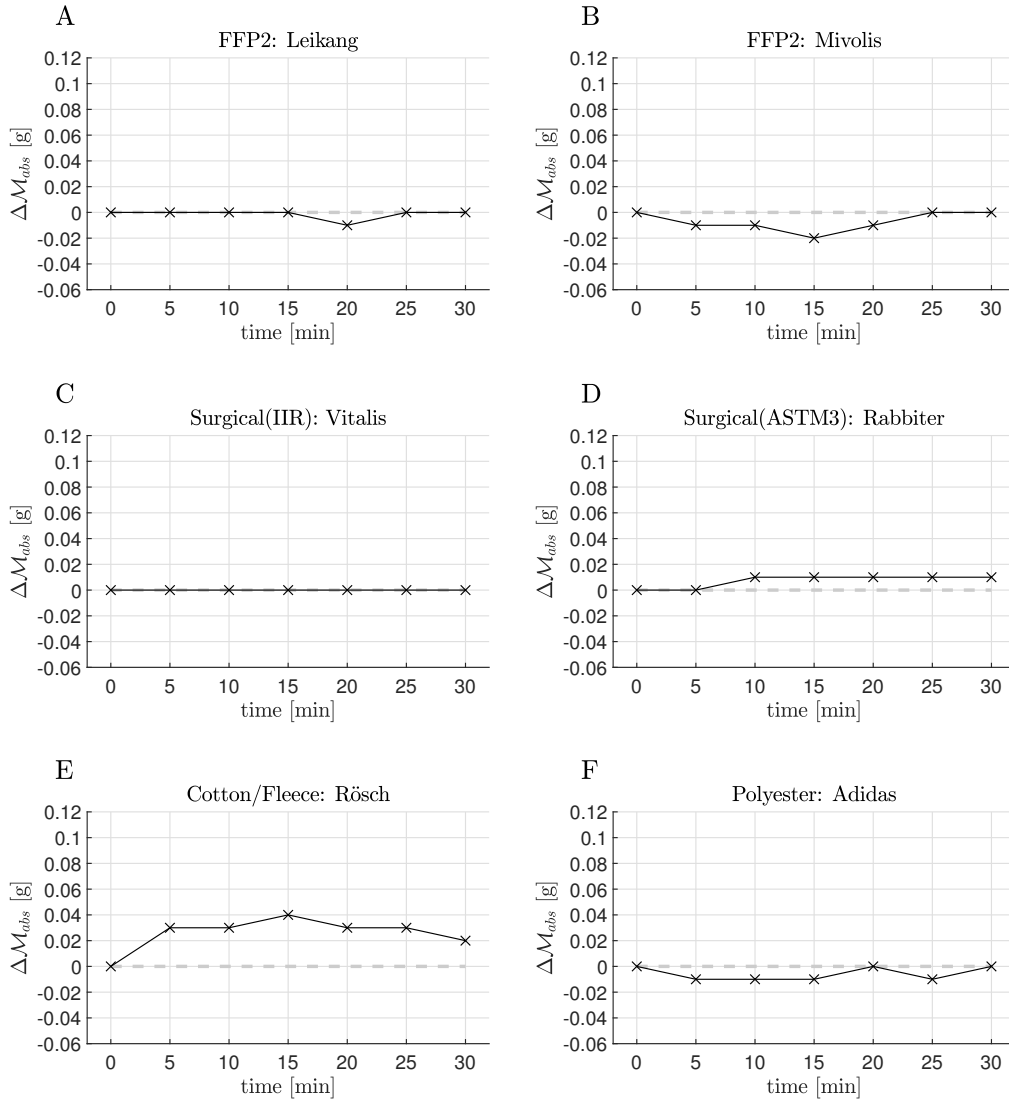 A
FFP2: Leikang
0.12
0.1
0.08
0.06
0.04
0.02
0
-0.02
-0.04
-0.06
ΔM_abs [g]
0 5 10 15 20 25 30
time [min]
B
FFP2: Mivolis
0.12
0.1
0.08
0.06
0.04
0.02
0
-0.02
-0.04
-0.06
ΔM_abs [g]
0 5 10 15 20 25 30
time [min]
C
Surgical(IIR): Vitalis
0.12
0.1
0.08
0.06
0.04
0.02
0
-0.02
-0.04
-0.06
ΔM_abs [g]
0 5 10 15 20 25 30
time [min]
D
Surgical(ASTM3): Rabbiter
0.12
0.1
0.08
0.06
0.04
0.02
0
-0.02
-0.04
-0.06
ΔM_abs [g]
0 5 10 15 20 25 30
time [min]
E
Cotton/Fleece: Rösch
0.12
0.1
0.08
0.06
0.04
0.02
0
-0.02
-0.04
-0.06
ΔM_abs [g]
0 5 10 15 20 25 30
time [min]
F
Polyester: Adidas
0.12
0.1
0.08
0.06
0.04
0.02
0
-0.02
-0.04
-0.06
ΔM_abs [g]
0 5 10 15 20 25 30
time [min]